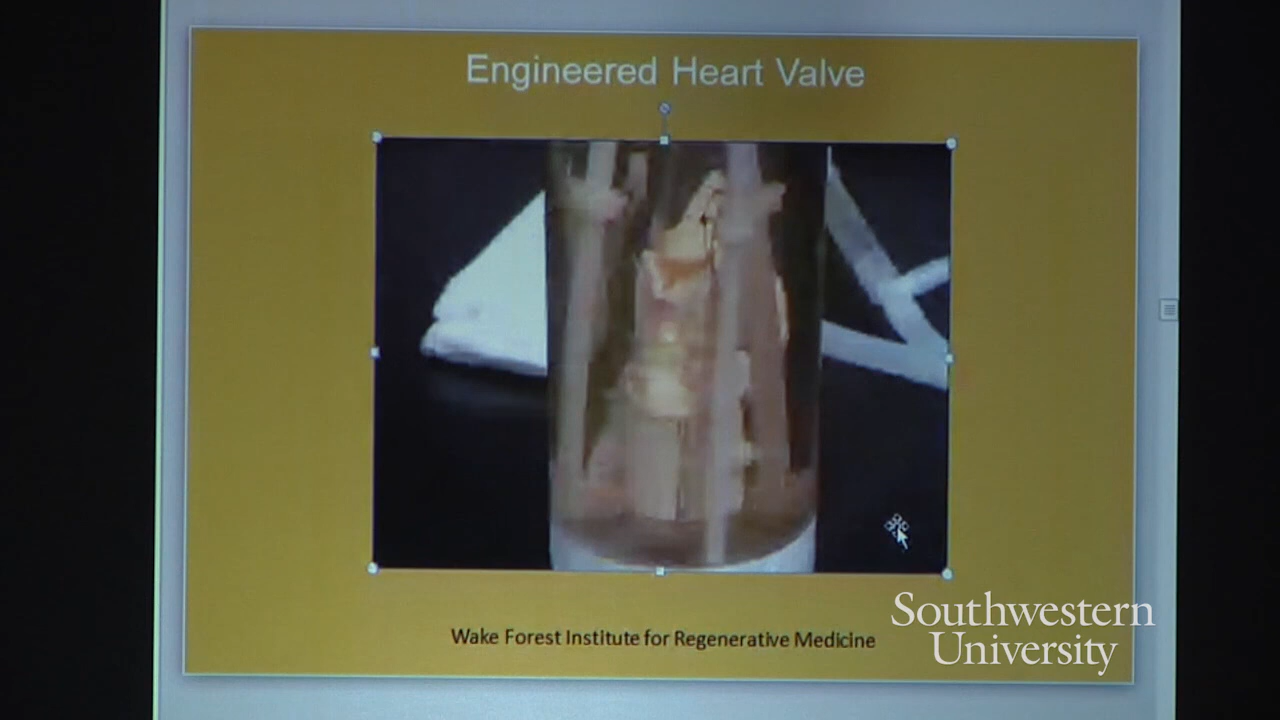 Engineered Heart Valve
Wake Forest Institute for Regenerative Medicine
Southwestern
University